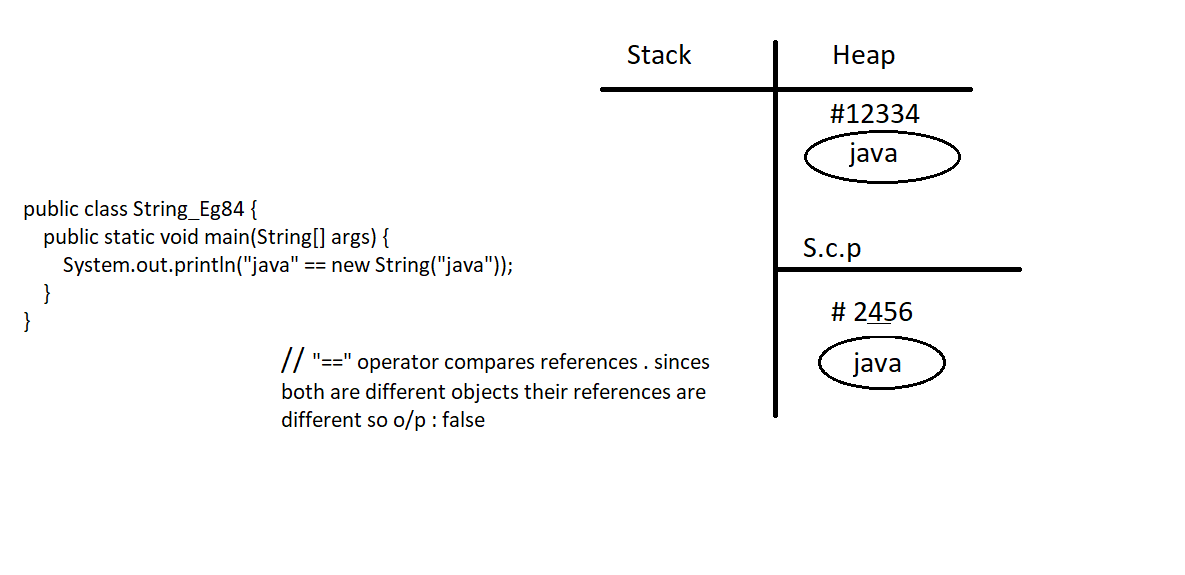 Stack
Heap
#12334
java
public class String_Eg84 {
public static void main(String[] args) {
System.out.println("java" == new String("java"));
}
}
S.c.p
# 2456
java
// "==" operator compares references . sinces
both are different objects their references are
different so o/p : false